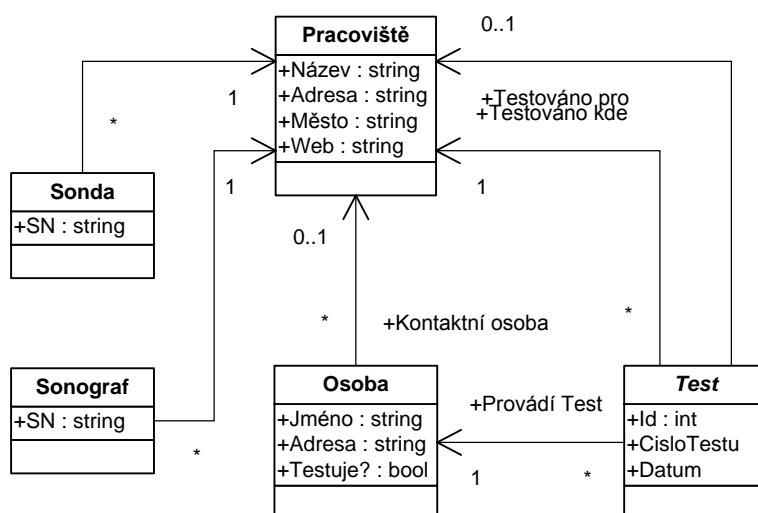 Pracoviště
+Název : string
+Adresa : string
+Město : string
+Web : string
0..1
1
*
+Testováno pro
+Testováno kde
Sonda
+SN : string
1
1
0..1
*
+Kontaktní osoba
*
Sonograf
+SN : string
*
Osoba
+Jméno : string
+Adresa : string
+Testuje? : bool
+Provádí Test
1
*
Test
+Id : int
+CisloTestu
+Datum